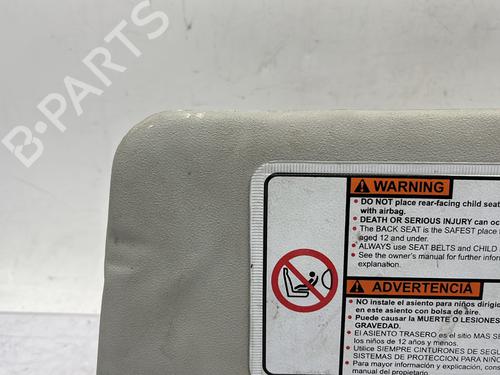 B-PARTS
WARNING
DO NOT place rear-facing child seat
with airbag.
DEATH OR SERIOUS INJURY can oc
The BACK SEAT is the SAFEST place
aged 12 and under.
ALWAYS use SEAT BELTS and CHILD
See the owner's manual for further infor
explanation.
ADVERTENCIA
NO instale el asiento para niños dirigi
en este asiento con bolsa de aire.
Puede causar la MUERTE O LESIONES
GRAVEDAD.
El ASIENTO TRASERO es el sitio MAS SE
los niños de 12 años y menos.
Utilice SIEMPRE CINTURONES DE SEGU
SISTEMAS DE PROTECCION PARA NIÑ
Para mayor información y explicación, consu
manual del propietario.